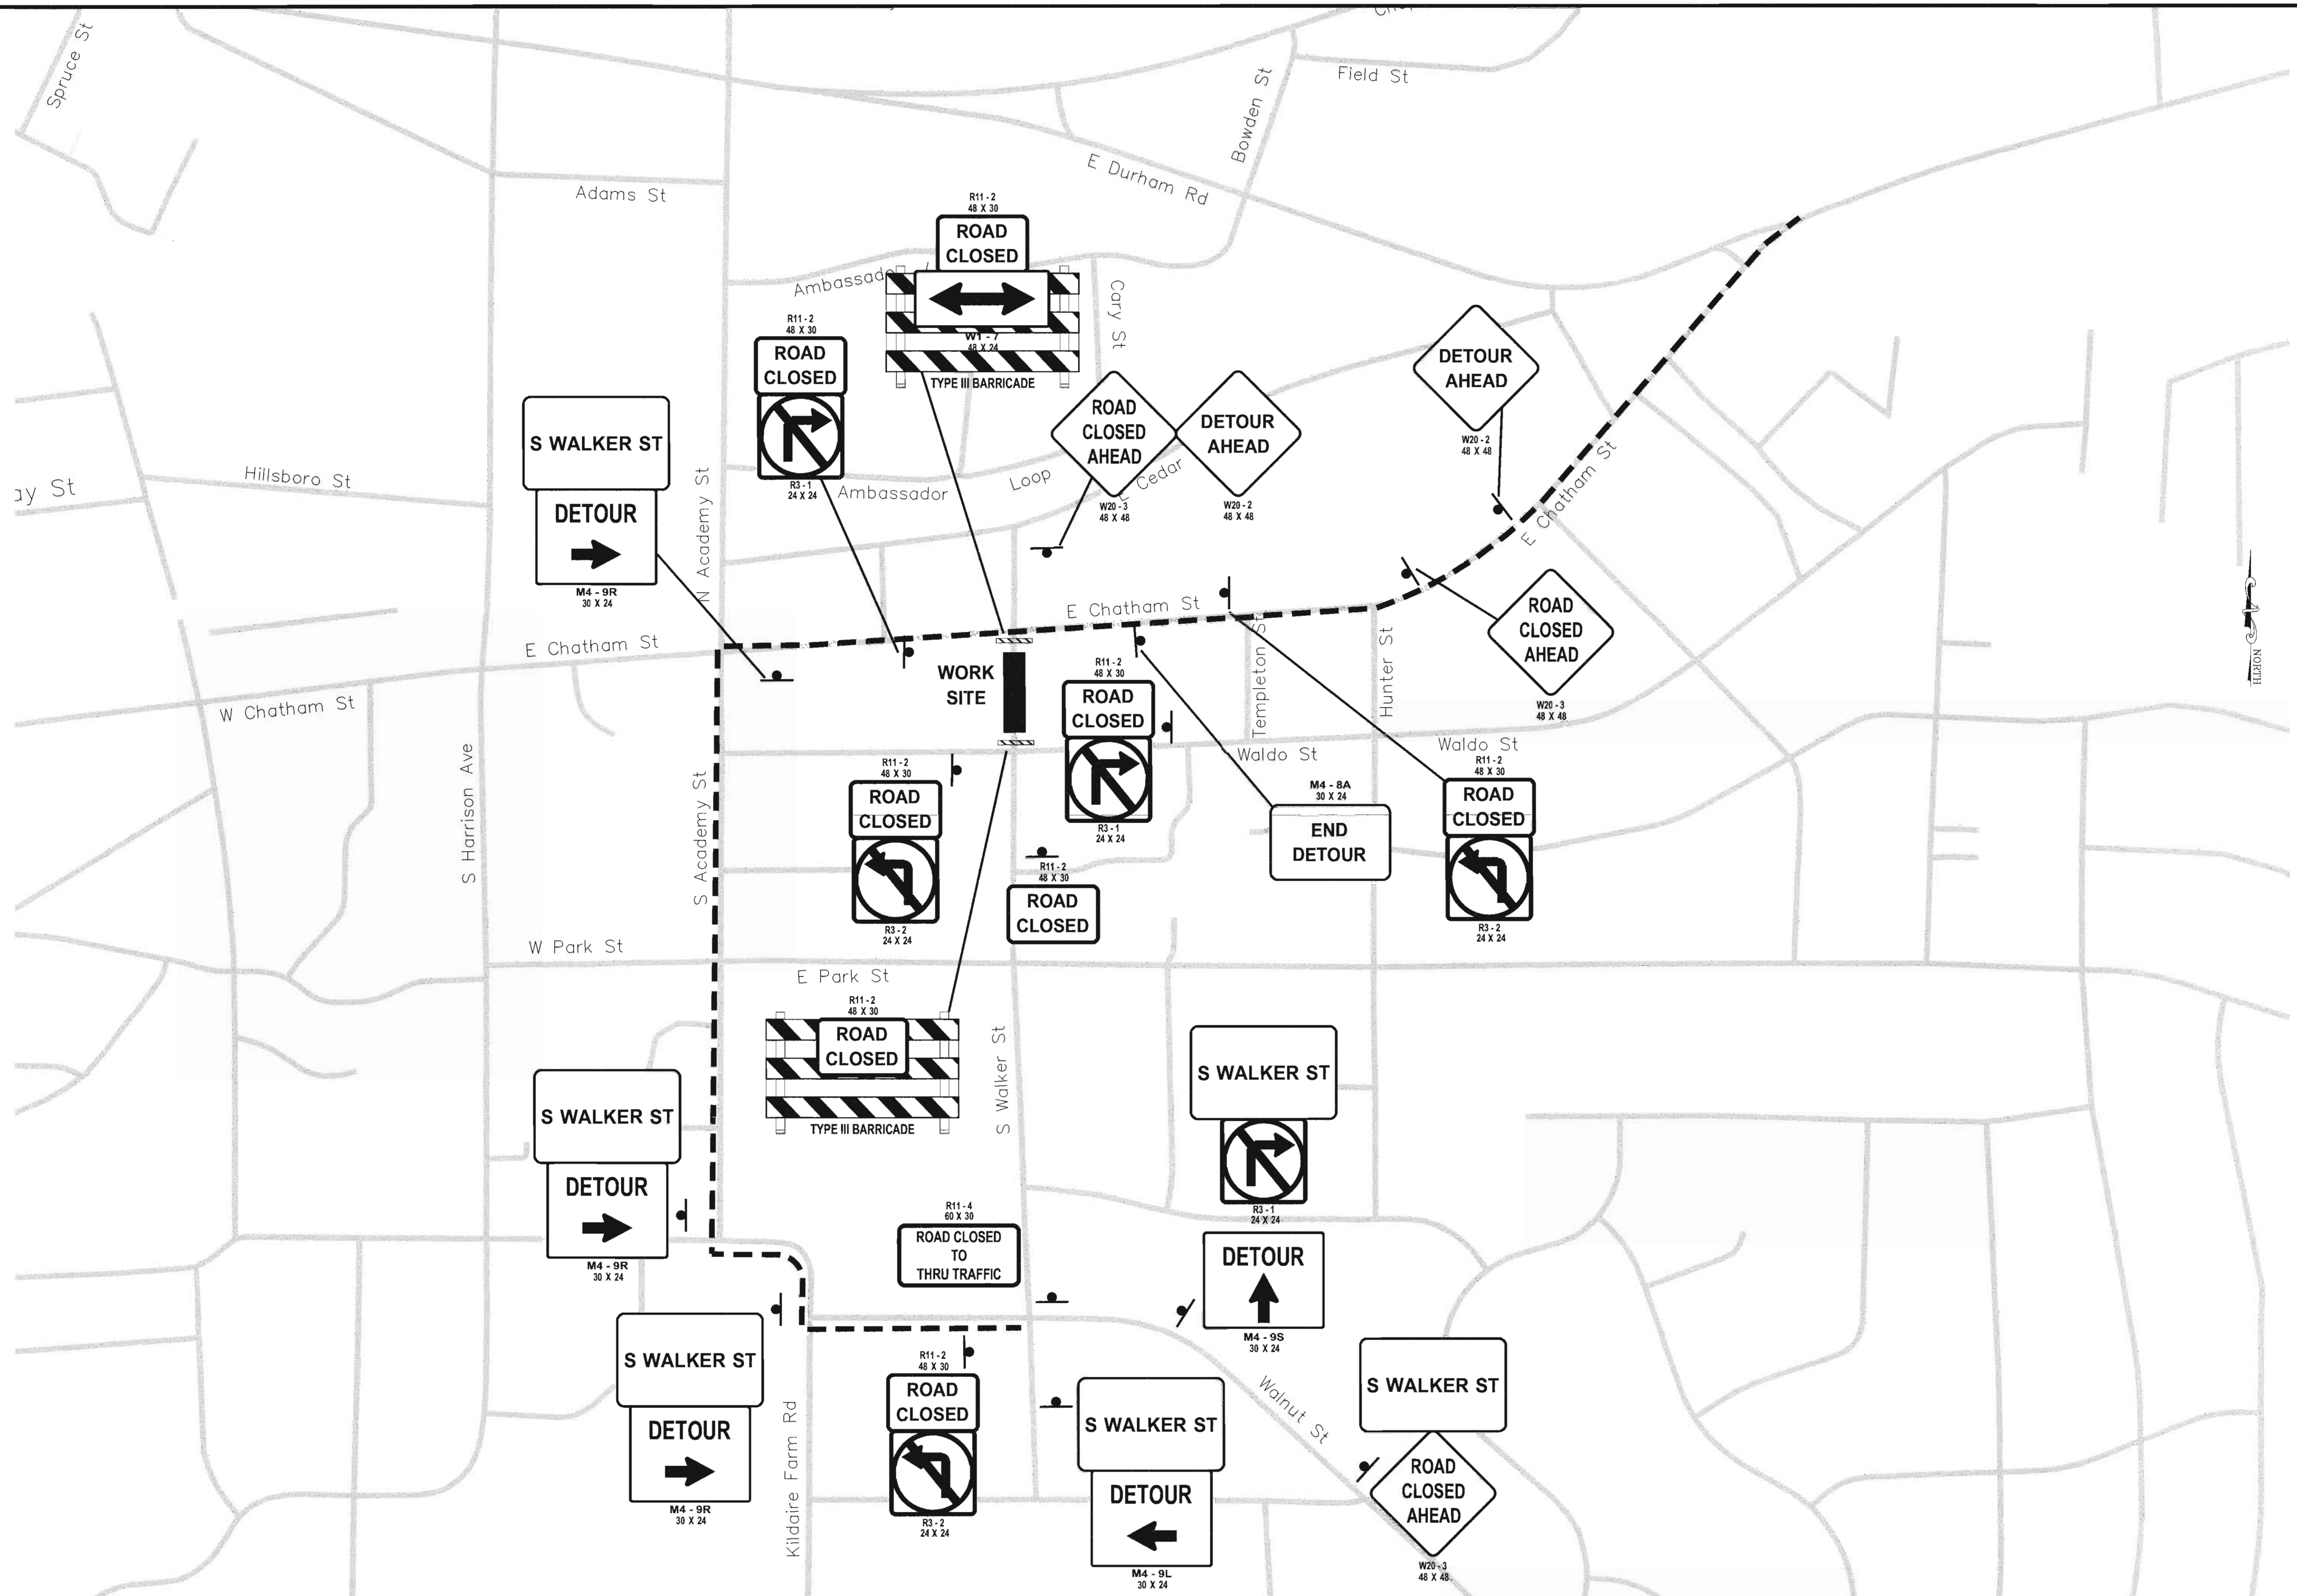 Spruce St
Field St
Bowden St
E Durham Rd
Adams St
R11 - 2
48 X 30
ROAD
CLOSED
W1 - 7
48 X 24
TYPE III BARRICADE
Cary St
R11 - 2
48 X 30
ROAD
CLOSED
R3 - 1
24 X 24
DETOUR
AHEAD
W20 - 2
48 X 48
ROAD
CLOSED
AHEAD
W20 - 3
48 X 48
DETOUR
AHEAD
W20 - 2
48 X 48
S WALKER ST
DETOUR
M4 - 9R
30 X 24
Hillsboro St
N Academy St
Ambassador
Loop
E Cedar
E Chatham St
E Chatham St
E Chatham St
W Chatham St
ROAD
CLOSED
AHEAD
W20 - 3
48 X 48
NORTH
WORK
SITE
R11 - 2
48 X 30
ROAD
CLOSED
R3 - 1
24 X 24
Templeton St
Hunter St
Waldo St
Waldo St
S Harrison Ave
S Academy St
R11 - 2
48 X 30
ROAD
CLOSED
R3 - 2
24 X 24
R11 - 2
48 X 30
ROAD
CLOSED
M4 - 8A
30 X 24
END
DETOUR
R11 - 2
48 X 30
ROAD
CLOSED
R3 - 2
24 X 24
W Park St
E Park St
R11 - 2
48 X 30
ROAD
CLOSED
TYPE III BARRICADE
S Walker St
S WALKER ST
R3 - 1
24 X 24
DETOUR
M4 - 9S
30 X 24
S WALKER ST
DETOUR
M4 - 9R
30 X 24
R11 - 4
60 X 30
ROAD CLOSED
TO
THRU TRAFFIC
S WALKER ST
DETOUR
M4 - 9R
30 X 24
Kildaire Farm Rd
R11 - 2
48 X 30
ROAD
CLOSED
R3 - 2
24 X 24
S WALKER ST
DETOUR
M4 - 9L
30 X 24
Walnut St
S WALKER ST
ROAD
CLOSED
AHEAD
W20 - 3
48 X 48